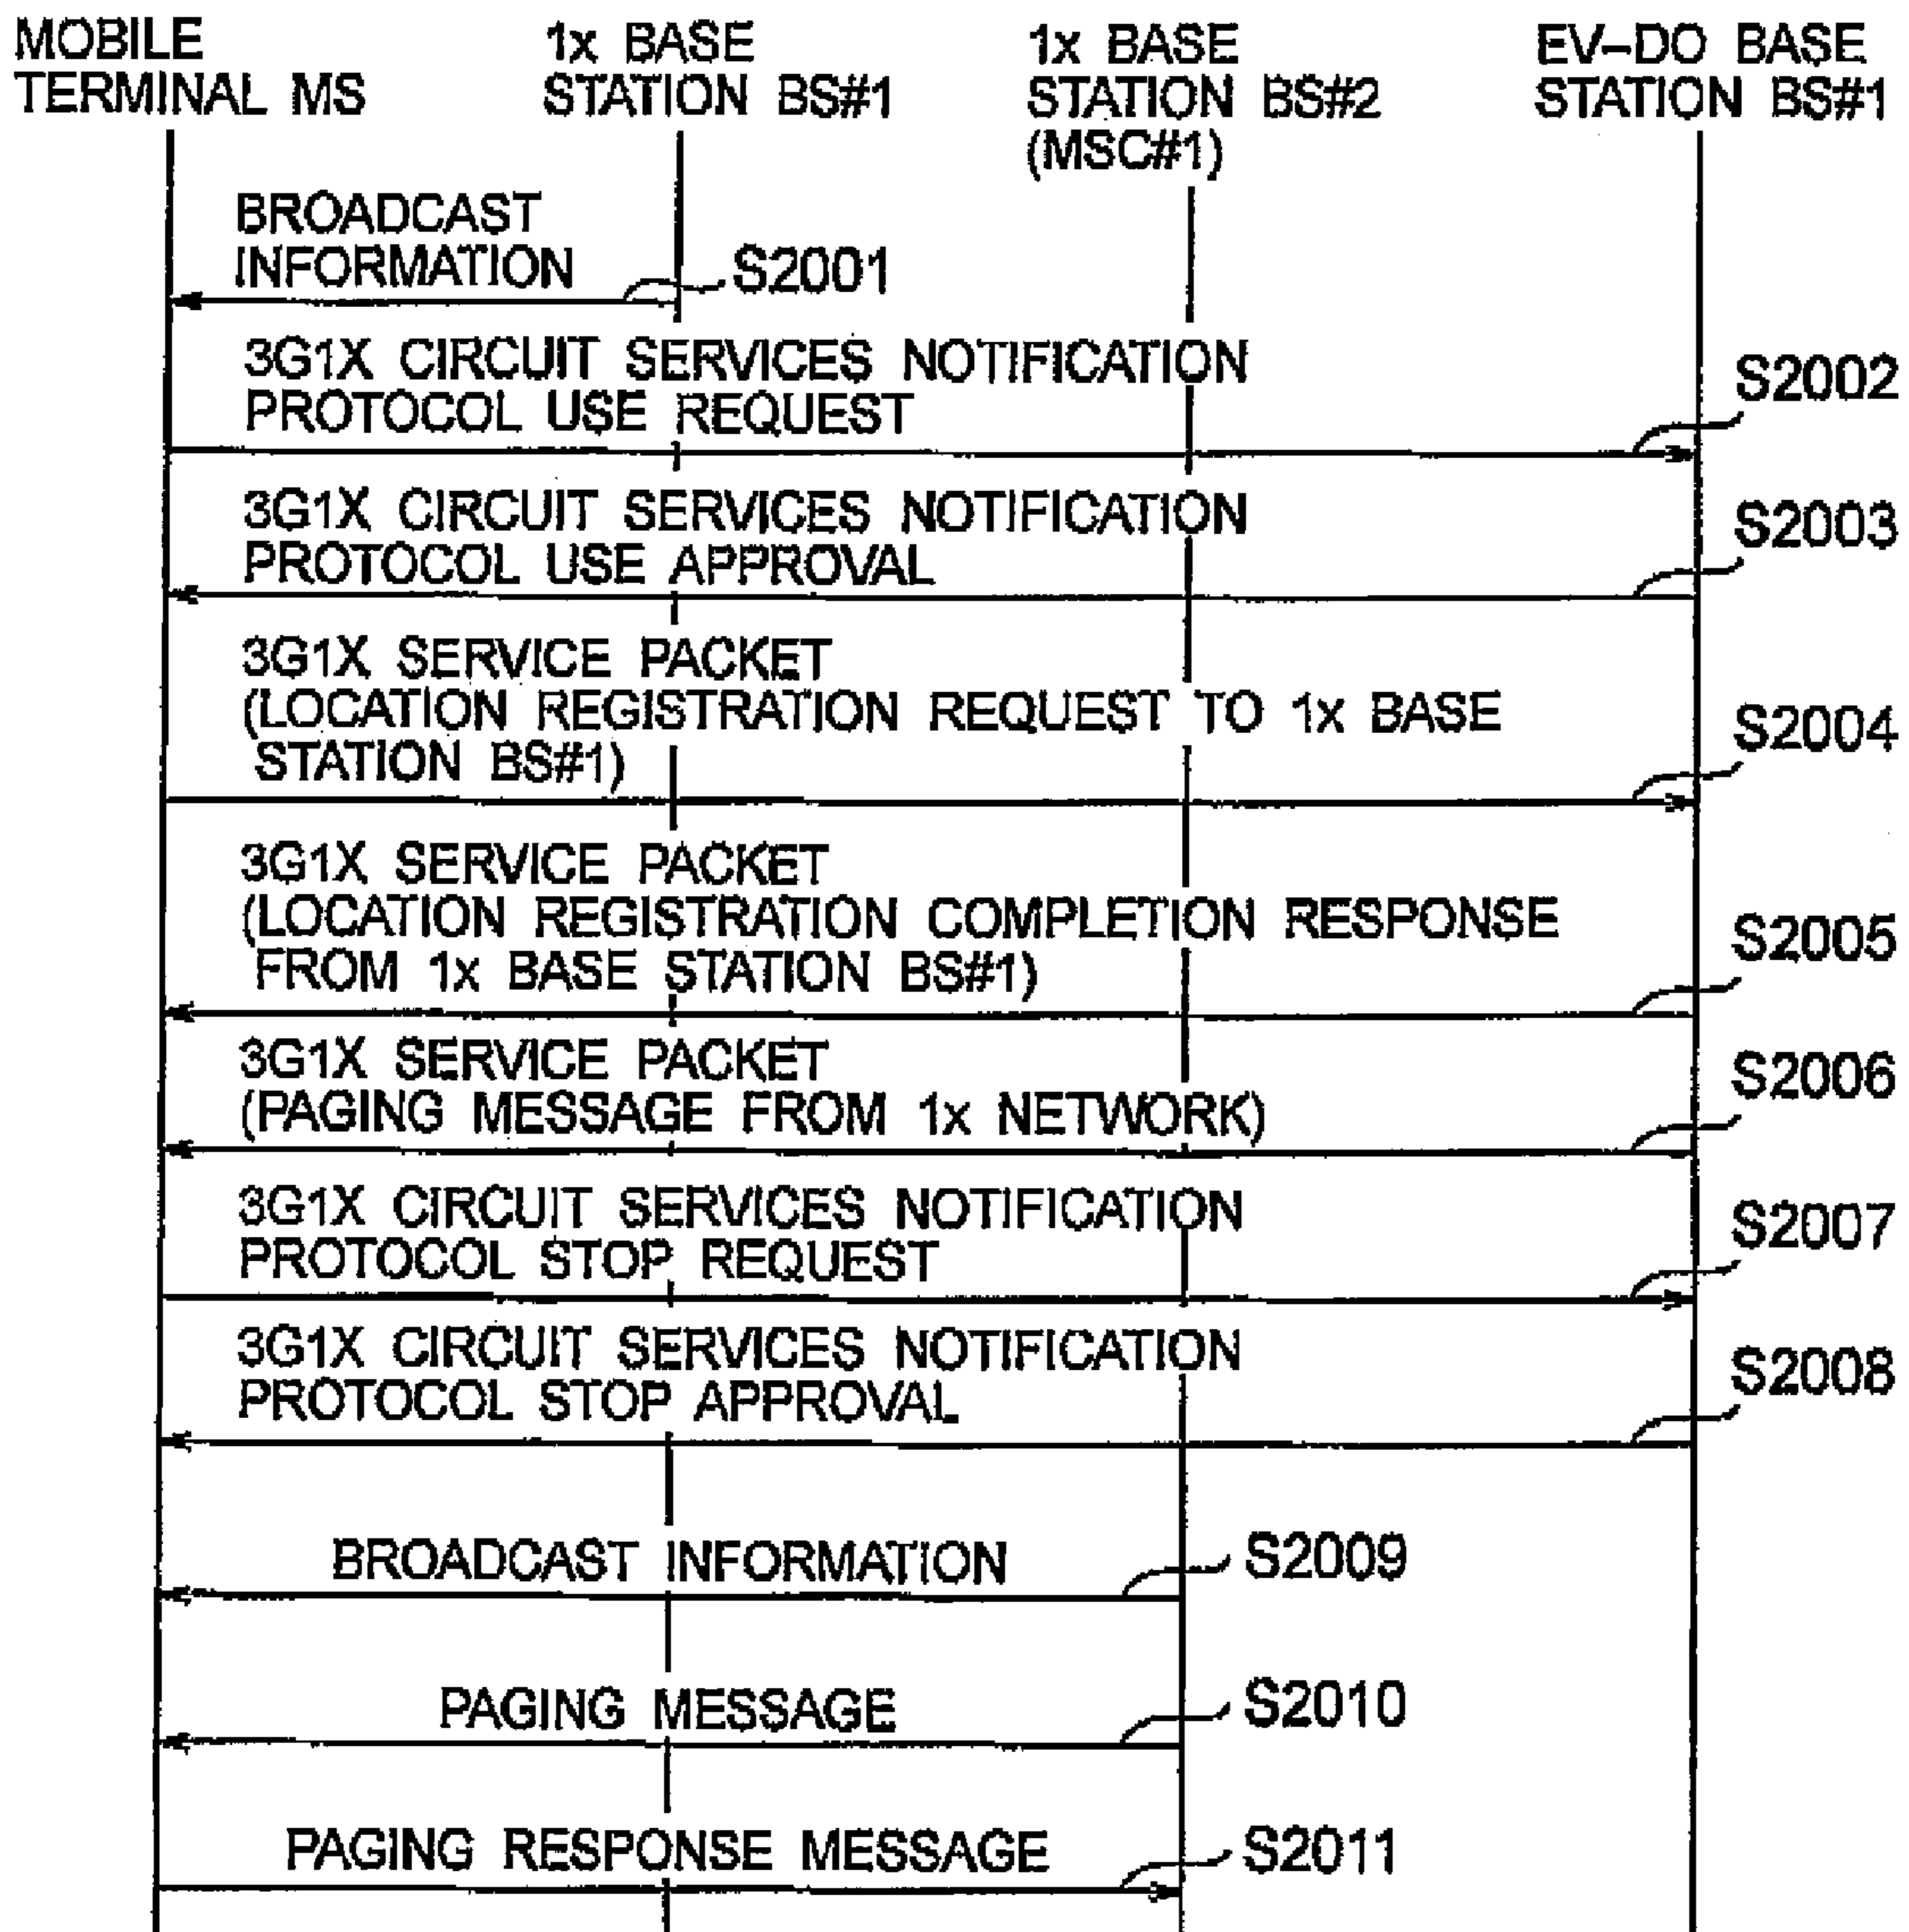 MOBILE
TERMINAL MS
1x BASE
STATION BS#1
1x BASE
STATION BS#2
(MSC#1)
EV-DO BASE
STATION BS#1
BROADCAST
INFORMATION
S2001
3G1X CIRCUIT SERVICES NOTIFICATION
PROTOCOL USE REQUEST
S2002
3G1X CIRCUIT SERVICES NOTIFICATION
PROTOCOL USE APPROVAL
S2003
3G1X SERVICE PACKET
(LOCATION REGISTRATION REQUEST TO 1x BASE
STATION BS#1)
S2004
3G1X SERVICE PACKET
(LOCATION REGISTRATION COMPLETION RESPONSE
FROM 1x BASE STATION BS#1)
S2005
3G1X SERVICE PACKET
(PAGING MESSAGE FROM 1x NETWORK)
S2006
3G1X CIRCUIT SERVICES NOTIFICATION
PROTOCOL STOP REQUEST
S2007
3G1X CIRCUIT SERVICES NOTIFICATION
PROTOCOL STOP APPROVAL
S2008
BROADCAST INFORMATION
S2009
PAGING MESSAGE
S2010
PAGING RESPONSE MESSAGE
S2011